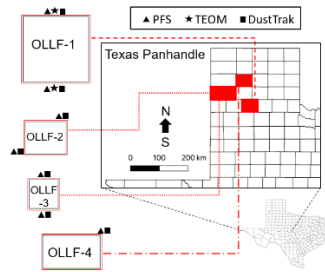 ▲ PFS ★ TEOM ■ DustTrak
OLLF-1
Texas Panhandle
OLLF-2
N
S
0 100 200 km
OLLF
-3
OLLF-4